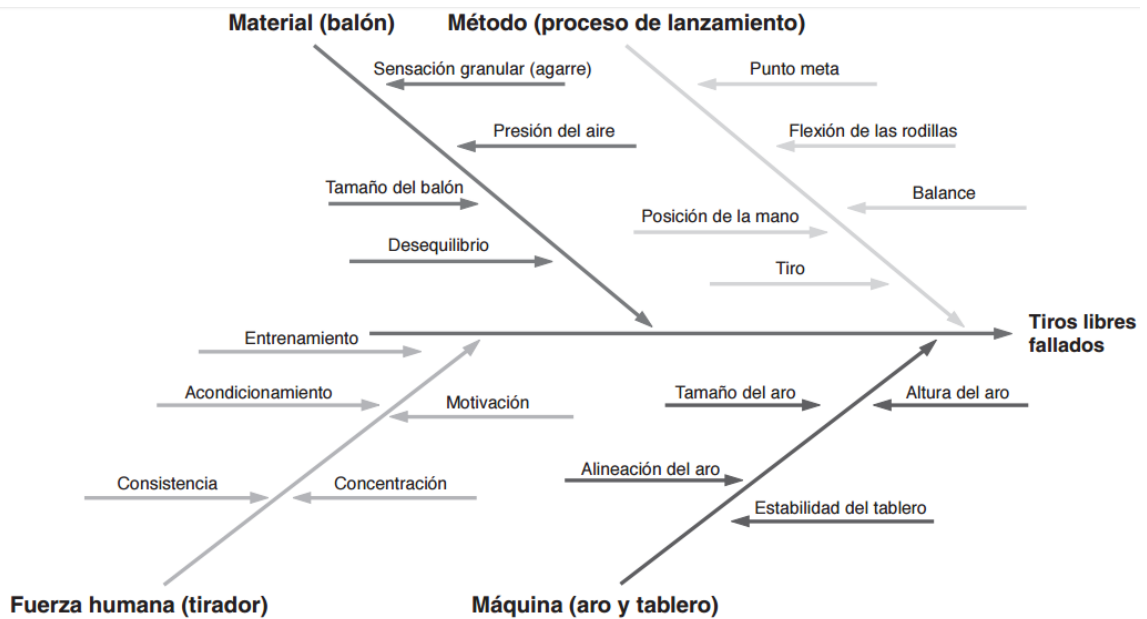 Material (balón)
Método (proceso de lanzamiento)
Sensación granular (agarre)
Punto meta
Presión del aire
Flexión de las rodillas
Tamaño del balón
Balance
Posición de la mano
Desequilibrio
Tiro
Tiros libres
fallados
Entrenamiento
Acondicionamiento
Motivación
Tamaño del aro
Altura del aro
Consistencia
Concentración
Alineación del aro
Estabilidad del tablero
Fuerza humana (tirador)
Máquina (aro y tablero)